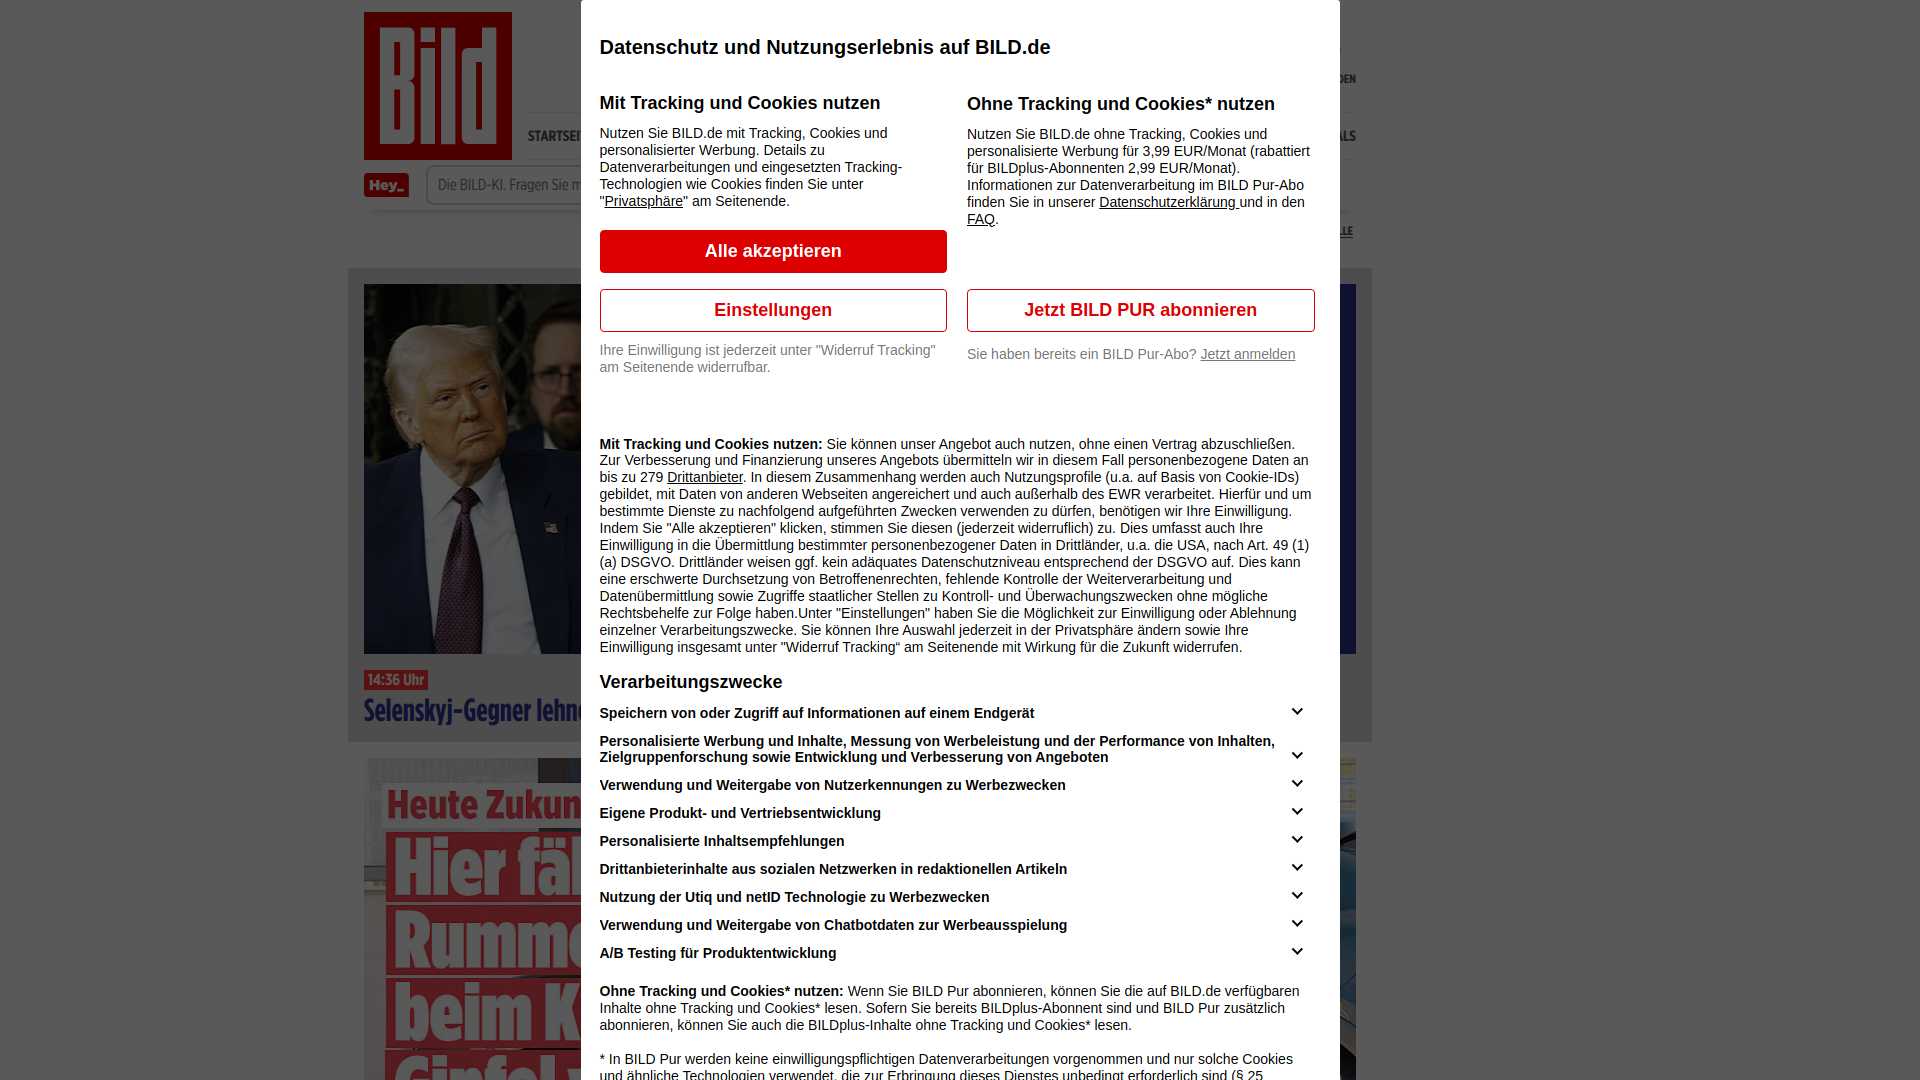 Bild
DEN
STARTSEI
ALS
Hey_
Die BILD-KI. Fragen Sie m
LLE
Datenschutz und Nutzungserlebnis auf BILD.de
Mit Tracking und Cookies nutzen
Nutzen Sie BILD.de mit Tracking, Cookies und
personalisierter Werbung. Details zu
Datenverarbeitungen und eingesetzten Tracking-
Technologien wie Cookies finden Sie unter
"Privatsphäre" am Seitenende.
Alle akzeptieren
Einstellungen
Ihre Einwilligung ist jederzeit unter "Widerruf Tracking"
am Seitenende widerrufbar.
Ohne Tracking und Cookies* nutzen
Nutzen Sie BILD.de ohne Tracking, Cookies und
personalisierte Werbung für 3,99 EUR/Monat (rabattiert
für BILDplus-Abonnenten 2,99 EUR/Monat).
Informationen zur Datenverarbeitung im BILD Pur-Abo
finden Sie in unserer Datenschutzerklärung und in den
FAQ.
Jetzt BILD PUR abonnieren
Sie haben bereits ein BILD Pur-Abo? Jetzt anmelden
Mit Tracking und Cookies nutzen: Sie können unser Angebot auch nutzen, ohne einen Vertrag abzuschließen.
Zur Verbesserung und Finanzierung unseres Angebots übermitteln wir in diesem Fall personenbezogene Daten an
bis zu 279 Drittanbieter. In diesem Zusammenhang werden auch Nutzungsprofile (u.a. auf Basis von Cookie-IDs)
gebildet, mit Daten von anderen Webseiten angereichert und auch außerhalb des EWR verarbeitet. Hierfür und um
bestimmte Dienste zu nachfolgend aufgeführten Zwecken verwenden zu dürfen, benötigen wir Ihre Einwilligung.
Indem Sie "Alle akzeptieren" klicken, stimmen Sie diesen (jederzeit widerruflich) zu. Dies umfasst auch Ihre
Einwilligung in die Übermittlung bestimmter personenbezogener Daten in Drittländer, u.a. die USA, nach Art. 49 (1)
(a) DSGVO. Drittländer weisen ggf. kein adäquates Datenschutzniveau entsprechend der DSGVO auf. Dies kann
eine erschwerte Durchsetzung von Betroffenenrechten, fehlende Kontrolle der Weiterverarbeitung und
Datenübermittlung sowie Zugriffe staatlicher Stellen zu Kontroll- und Überwachungszwecken ohne mögliche
Rechtsbehelfe zur Folge haben.Unter "Einstellungen" haben Sie die Möglichkeit zur Einwilligung oder Ablehnung
einzelner Verarbeitungszwecke. Sie können Ihre Auswahl jederzeit in der Privatsphäre ändern sowie Ihre
Einwilligung insgesamt unter "Widerruf Tracking“ am Seitenende mit Wirkung für die Zukunft widerrufen.
Verarbeitungszwecke
Speichern von oder Zugriff auf Informationen auf einem Endgerät
Personalisierte Werbung und Inhalte, Messung von Werbeleistung und der Performance von Inhalten,
Zielgruppenforschung sowie Entwicklung und Verbesserung von Angeboten
Verwendung und Weitergabe von Nutzerkennungen zu Werbezwecken
Eigene Produkt- und Vertriebsentwicklung
Personalisierte Inhaltsempfehlungen
Drittanbieterinhalte aus sozialen Netzwerken in redaktionellen Artikeln
Nutzung der Utiq und netID Technologie zu Werbezwecken
Verwendung und Weitergabe von Chatbotdaten zur Werbeausspielung
A/B Testing für Produktentwicklung
Ohne Tracking und Cookies* nutzen: Wenn Sie BILD Pur abonnieren, können Sie die auf BILD.de verfügbaren
Inhalte ohne Tracking und Cookies* lesen. Sofern Sie bereits BILDplus-Abonnent sind und BILD Pur zusätzlich
abonnieren, können Sie auch die BILDplus-Inhalte ohne Tracking und Cookies* lesen.
* In BILD Pur werden keine einwilligungspflichtigen Datenverarbeitungen vorgenommen und nur solche Cookies
und ähnliche Technologien verwendet, die zur Erbringung dieses Dienstes unbedingt erforderlich sind (§ 25
14:36 Uhr
Selenskyj-Gegner lehne
Heute Zukun
Hier fäl
Rumme
beim K
Gipfel v